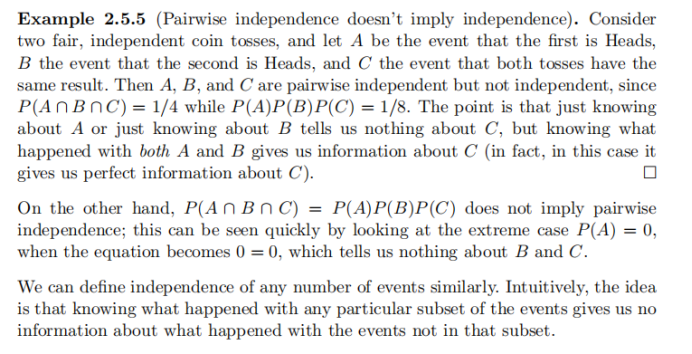 Example 2.5.5 (Pairwise independence doesn't imply independence). Consider
two fair, independent coin tosses, and let A be the event that the first is Heads,
B the event that the second is Heads, and C the event that both tosses have the
same result. Then A, B, and C are pairwise independent but not independent, since
P(A ∩ B ∩ C) = 1/4 while P(A)P(B)P(C) = 1/8. The point is that just knowing
about A or just knowing about B tells us nothing about C, but knowing what
happened with both A and B gives us information about C (in fact, in this case it
gives us perfect information about C). □
On the other hand, P(A ∩ B ∩ C) = P(A)P(B)P(C) does not imply pairwise
independence; this can be seen quickly by looking at the extreme case P(A) = 0,
when the equation becomes 0 = 0, which tells us nothing about B and C.
We can define independence of any number of events similarly. Intuitively, the idea
is that knowing what happened with any particular subset of the events gives us no
information about what happened with the events not in that subset.